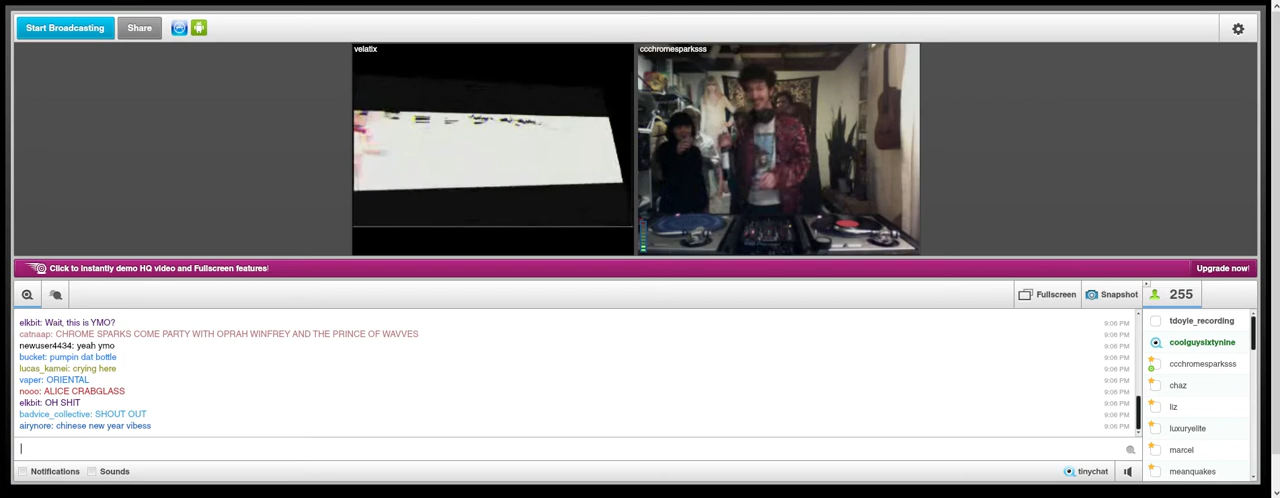 Start Broadcasting
Share
velatix
ccchromesparksss
Click to instantly demo HQ video and Fullscreen features!
Upgrade now!
Fullscreen
Snapshot
255
elkbit: Wait, this is YMO?
9:06 PM
catnaap: CHROME SPARKS COME PARTY WITH OPRAH WINFREY AND THE PRINCE OF WAVVES
9:06 PM
newuser4434: yeah ymo
9:06 PM
bucket: pumpin dat bottle
9:06 PM
lucas_kamei: crying here
9:06 PM
vaper: ORIENTAL
9:06 PM
nooo: ALICE CRABGLASS
9:06 PM
elkbit: OH SHIT
9:06 PM
badvice_collective: SHOUT OUT
9:06 PM
airynore: chinese new year vibess
9:06 PM
tdoyle_recording
coolguysixtynine
ccchromesparksss
chaz
liz
luxuryelite
marcel
meanquakes
Notifications
Sounds
tinychat